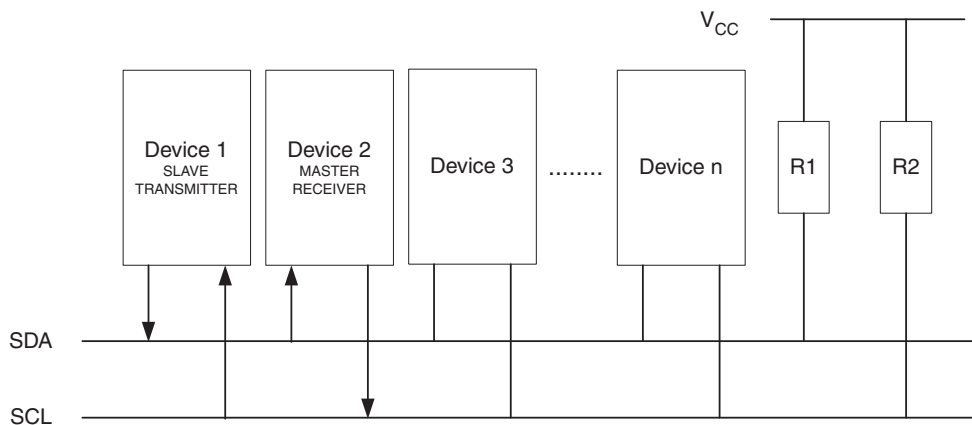 V_CC
Device 1
SLAVE
TRANSMITTER
Device 2
MASTER
RECEIVER
Device 3
........
Device n
R1
R2
SDA
SCL